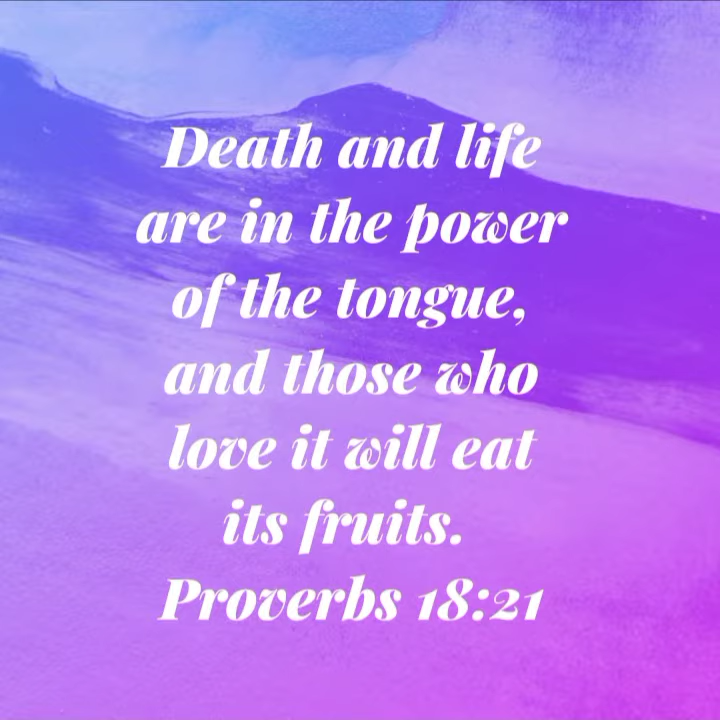 Death and life
are in the power
of the tongue,
and those who
love it will eat
its fruits.
Proverbs 18:21